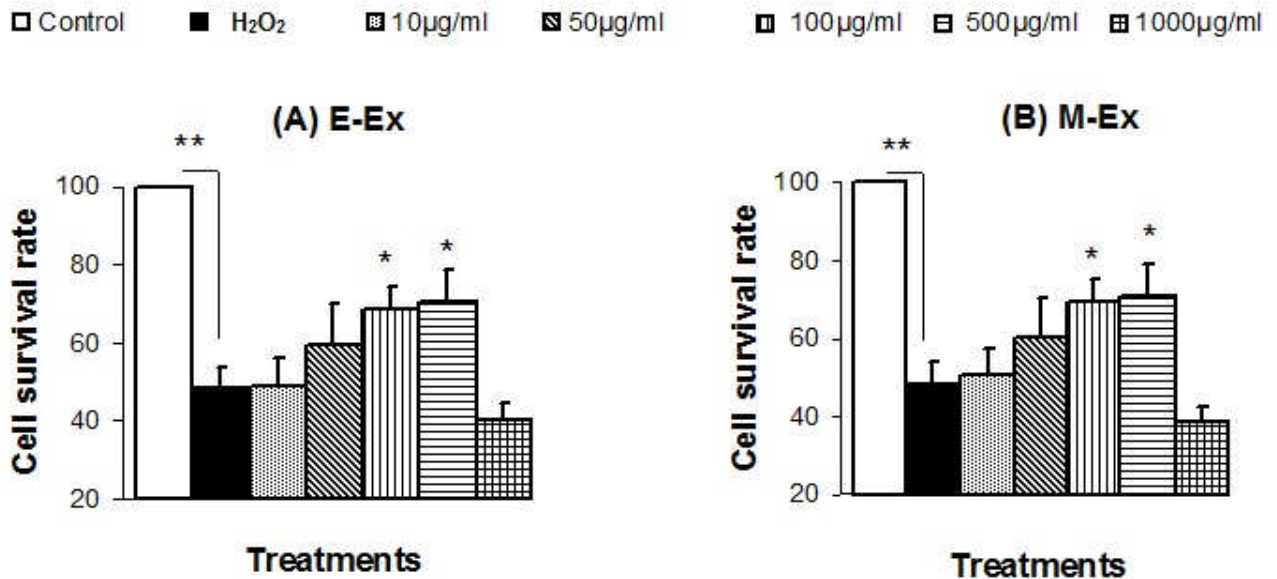 Control H₂O₂ 10µg/ml 50µg/ml 100µg/ml 500µg/ml 1000µg/ml
(A) E-Ex
**
100
80
60
40
20
* *
Cell survival rate
Treatments
(B) M-Ex
**
100
80
60
40
20
* *
Cell survival rate
Treatments